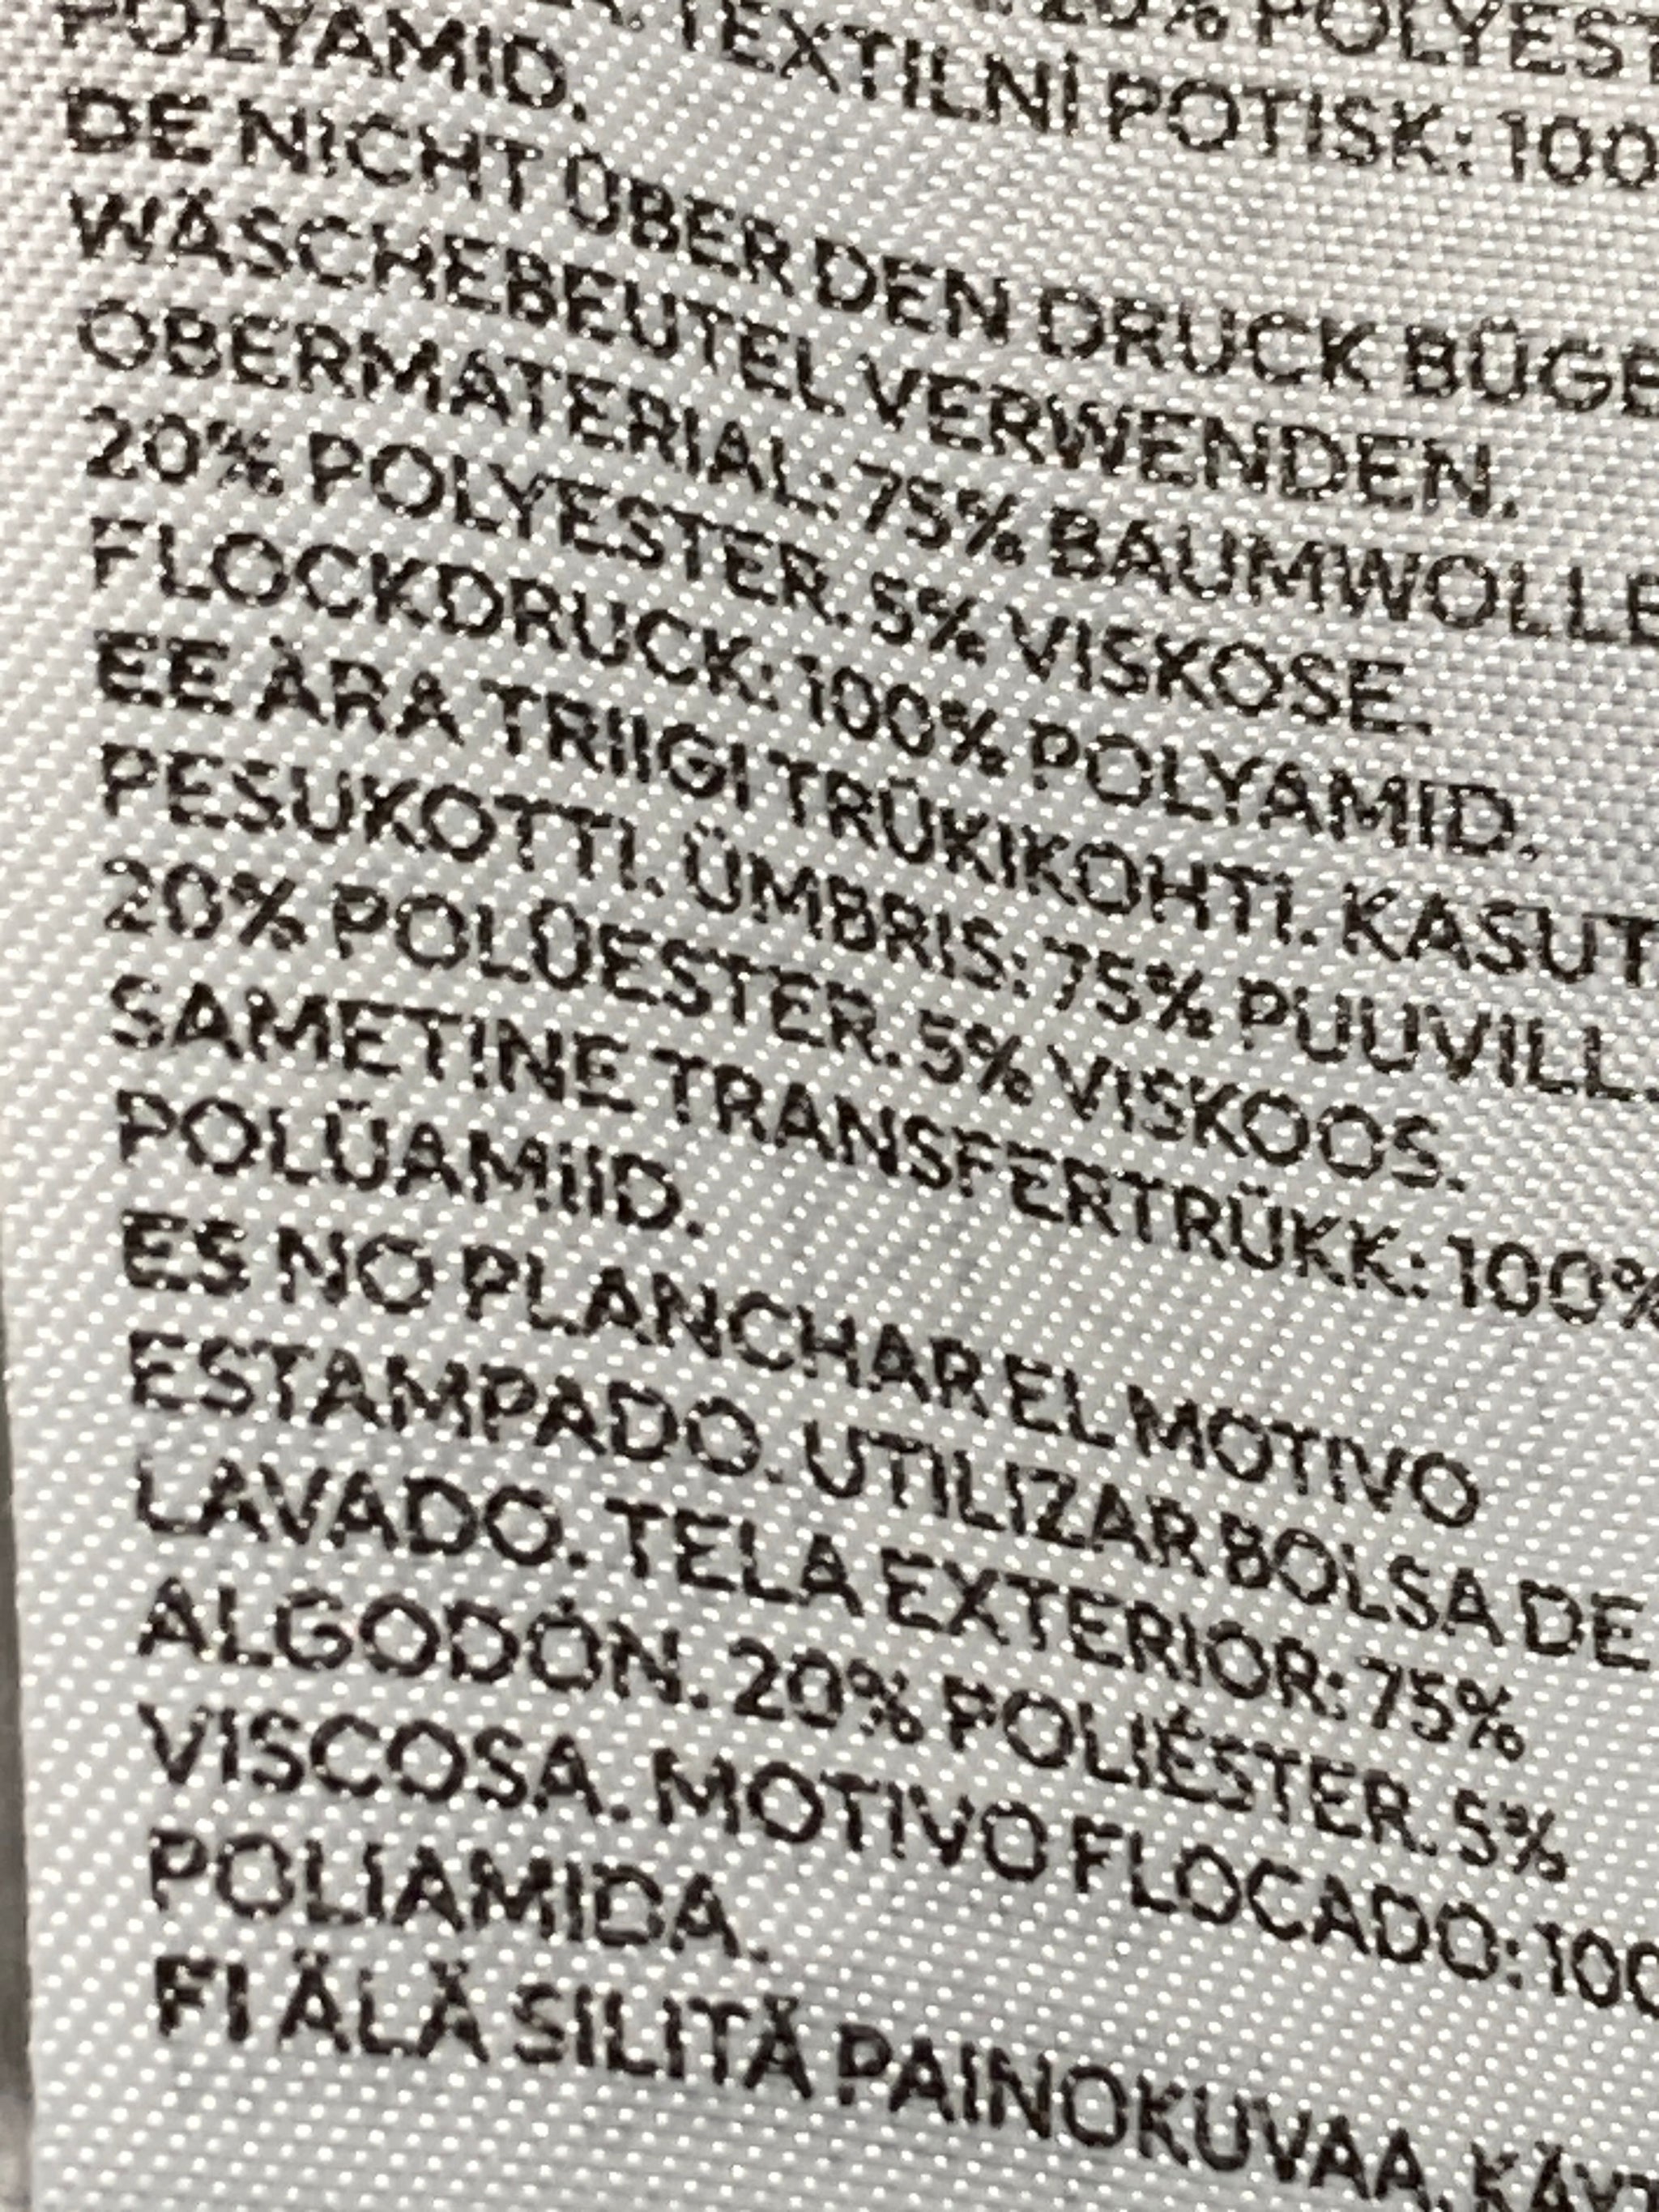 20% POLYEST
TEXTILNÍ POTISK: 100
POLYAMID.
DE NICHT ÜBER DEN DRUCK BÜGE
WÄSCHEBEUTEL VERWENDEN.
OBERMATERIAL: 75% BAUMWOLLE
20% POLYESTER. 5% VISKOSE.
FLOCKDRUCK: 100% POLYAMID.
EE ÄRA TRIIGI TRÜKIKOHTI. KASUT
PESUKOTTI. ÜMBRIS: 75% PUUVILL.
20% POLÜESTER. 5% VISKOOS.
SAMETINE TRANSFERTRÜKK: 100%
POLÜAMIID.
ES NO PLANCHAR EL MOTIVO
ESTAMPADO. UTILIZAR BOLSA DE
LAVADO. TELA EXTERIOR: 75%
ALGODÓN. 20% POLIÉSTER. 5%
VISCOSA. MOTIVO FLOCADO: 100
POLIAMIDA.
FI ÄLÄ SILITÄ PAINOKUVAA. KÄYT